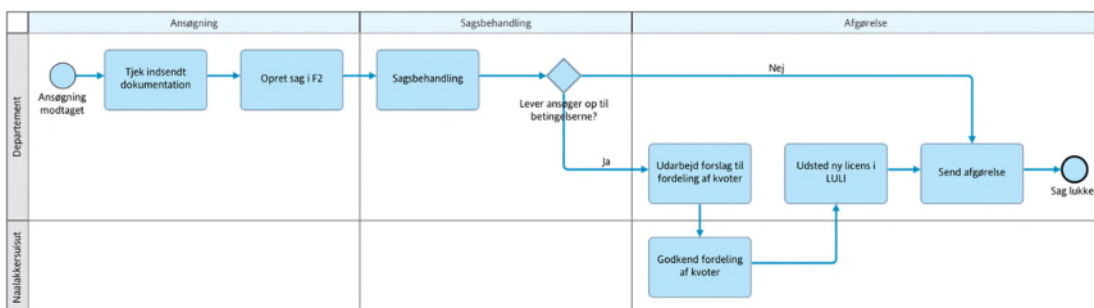 Ansøgning
Sagsbehandling
Afgørelse
Departement
Ansøgning
modtaget
Tjek indsendt
dokumentation
Opret sag i F2
Sagsbehandling
Lever ansøger op til
betingelserne?
Nej
Ja
Udarbejd forslag til
fordeling af kvoter
Udsted ny licens i
LULI
Send afgørelse
Sag lukke
Naalakkersuisut
Godkend fordeling
af kvoter